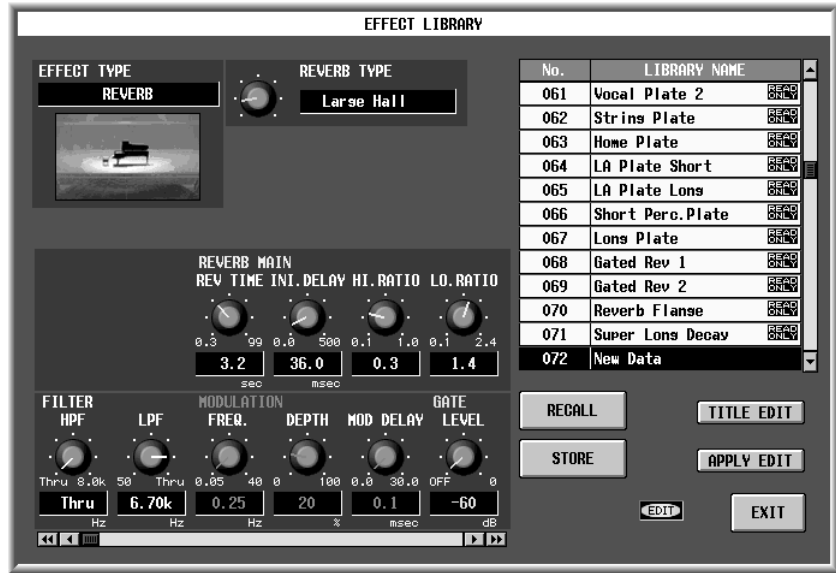 EFFECT LIBRARY
EFFECT TYPE
REVERB
REVERB TYPE
Large Hall
No. LIBRARY NAME
061 Vocal Plate 2 READ ONLY
062 String Plate READ ONLY
063 Home Plate READ ONLY
064 LA Plate Short READ ONLY
065 LA Plate Long READ ONLY
066 Short Perc.Plate READ ONLY
067 Long Plate READ ONLY
068 Gated Rev 1 READ ONLY
069 Gated Rev 2 READ ONLY
070 Reverb Flange READ ONLY
071 Super Long Decay READ ONLY
072 New Data
REVERB MAIN
REV TIME INI.DELAY HI.RATIO LO.RATIO
0.3 99 0.0 500 0.1 1.0 0.1 2.4
3.2 36.0 0.3 1.4
sec msec
FILTER MODULATION GATE
HPF LPF FREQ. DEPTH MOD DELAY LEVEL
Thru 8.0k 50 Thru 0.05 40 0 100 0.0 30.0 OFF 0
Thru 6.70k 0.25 20 0.1 -60
Hz Hz Hz % msec dB
RECALL
TITLE EDIT
STORE
APPLY EDIT
EDIT
EXIT